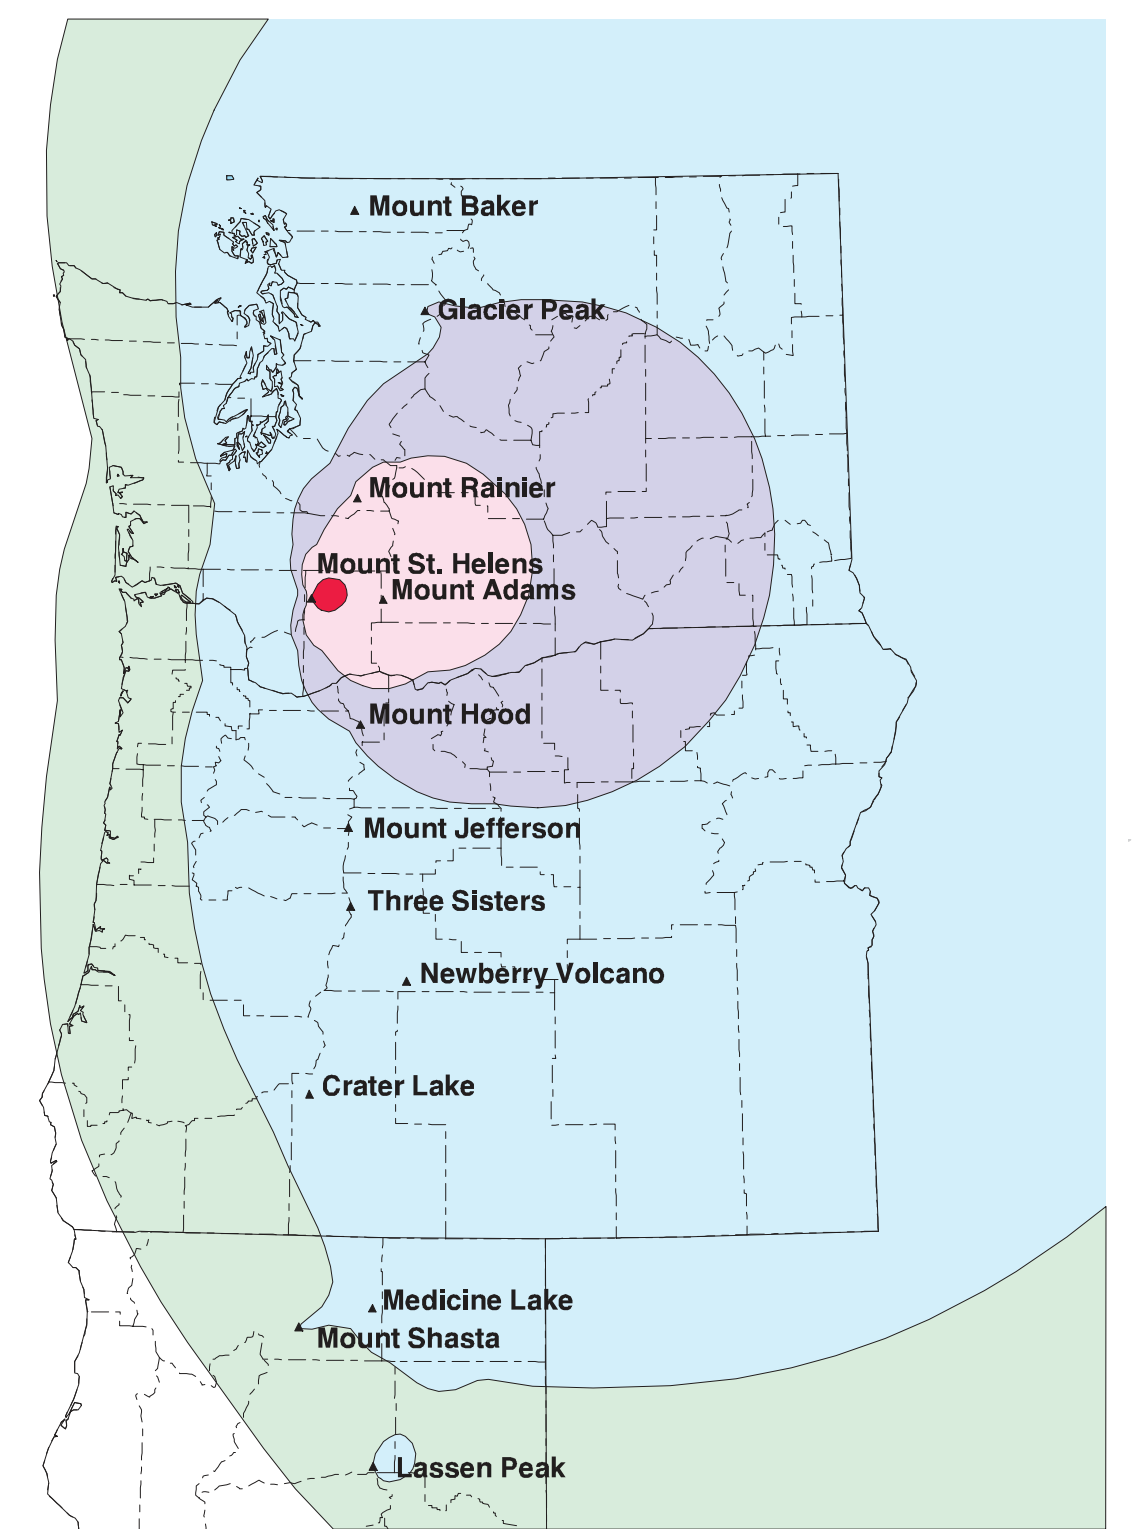 Mount Baker
Glacier Peak
Mount Rainier
Mount St. Helens
Mount Adams
Mount Hood
Mount Jefferson
Three Sisters
Newberry Volcano
Crater Lake
Medicine Lake
Mount Shasta
Lassen Peak